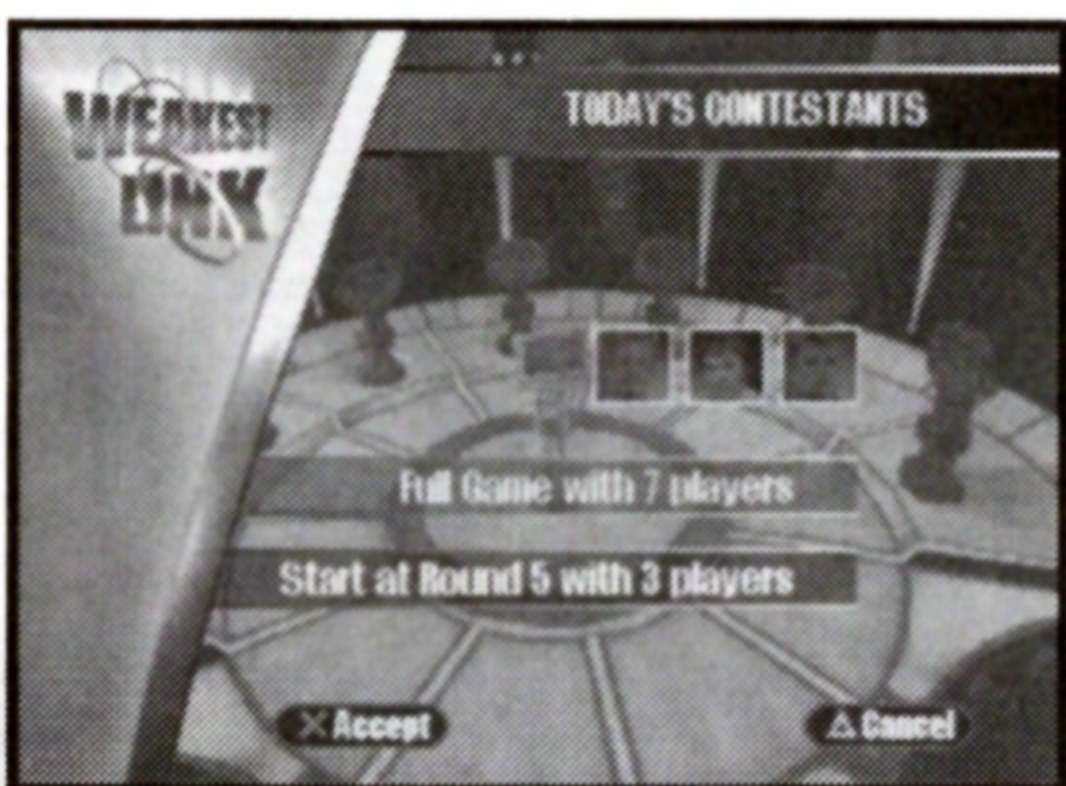 WEAKEST
LINK
TODAY'S CONTESTANTS
Full Game with 7 players
Start at Round 5 with 3 players
Accept
Cancel